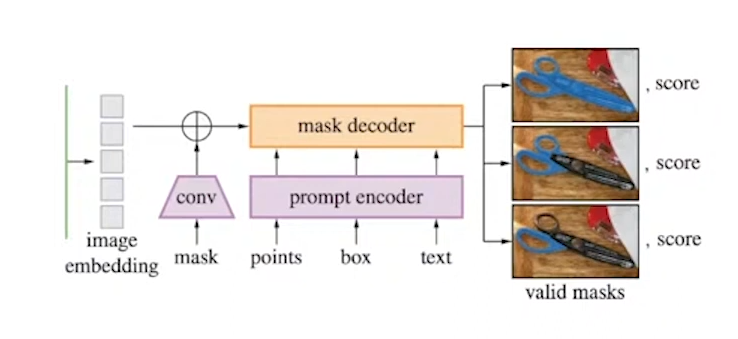 mask decoder
, score
conv
prompt encoder
, score
image
embedding
mask
points
box
text
, score
valid masks